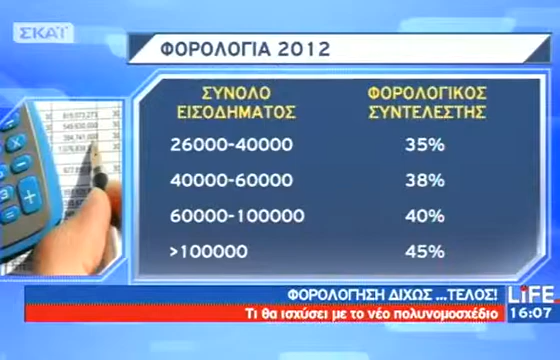 ΣΚΑΪ
ΦΟΡΟΛΟΓΙΑ 2012
ΣΥΝΟΛΟ ΕΙΣΟΔΗΜΑΤΟΣ
ΦΟΡΟΛΟΓΙΚΟΣ ΣΥΝΤΕΛΕΣΤΗΣ
26000-40000 35%
40000-60000 38%
60000-100000 40%
>100000 45%
ΦΟΡΟΛΟΓΗΣΗ ΔΙΧΩΣ ...ΤΕΛΟΣ!
LiFE
Τι θα ισχύσει με το νέο πολυνομοσχέδιο
16:07